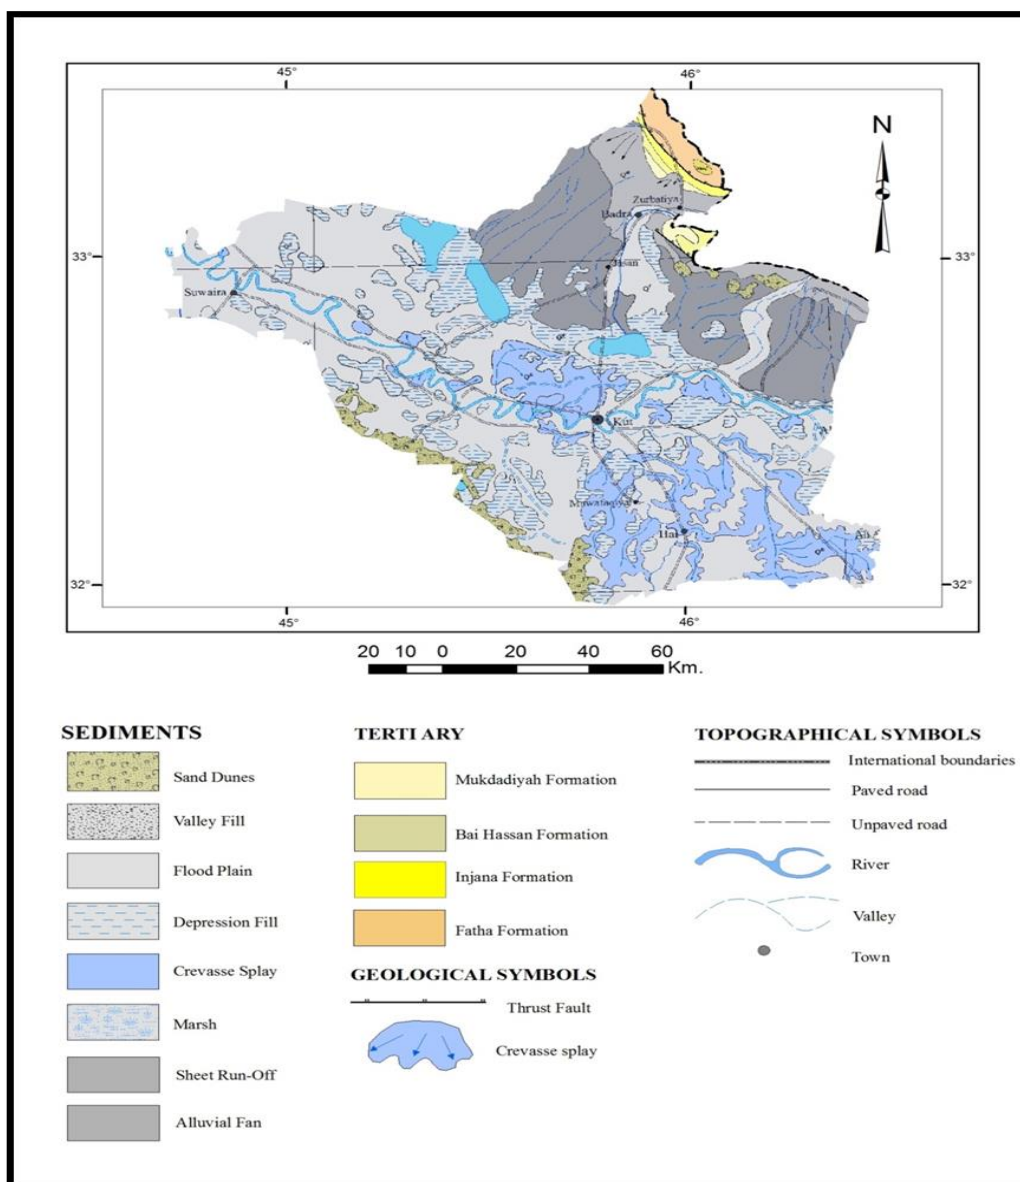 45°
46°
N
Zurbatiya
Badra
33°
33°
Jasan
Suwaira
Kut
Hai
32°
32°
45°
46°
20 10 0 20 40 60
Km.
SEDIMENTS
Sand Dunes
Valley Fill
Flood Plain
Depression Fill
Crevasse Splay
Marsh
Sheet Run-Off
Alluvial Fan
TERTI ARY
Mukdadiyah Formation
Bai Hassan Formation
Injana Formation
Fatha Formation
GEOLOGICAL SYMBOLS
Thrust Fault
Crevasse splay
TOPOGRAPHICAL SYMBOLS
International boundaries
Paved road
Unpaved road
River
Valley
Town